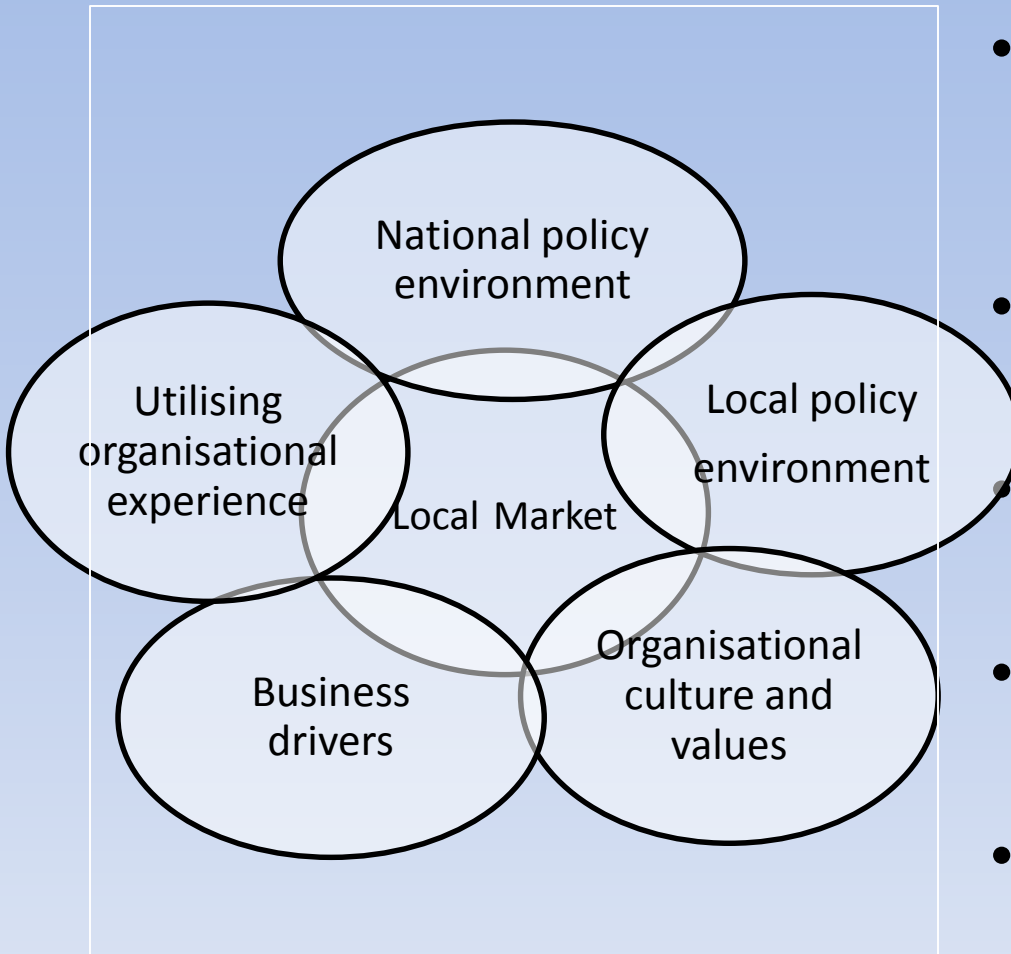 National policy
environment
Utilising
organisational
experience
Local policy
environment
Local Market
Business
drivers
Organisational
culture and
values